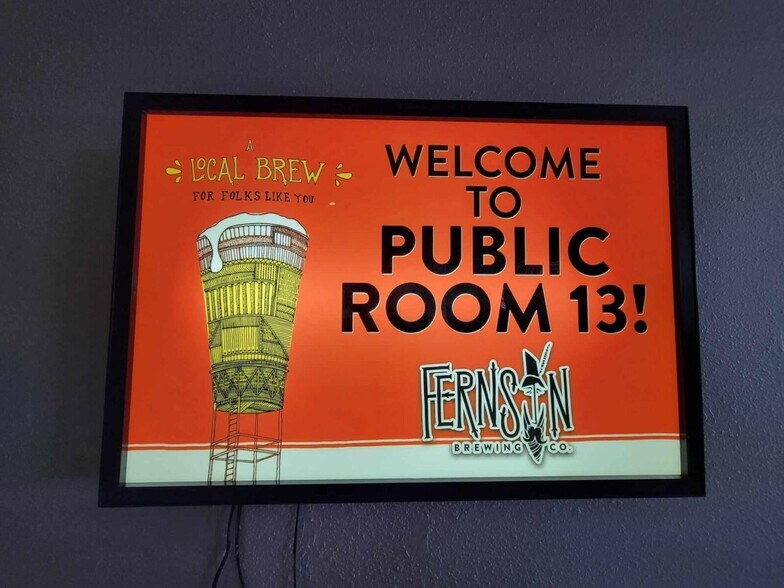 A
LOCAL BREW
FOR FOLKS LIKE YOU
WELCOME
TO
PUBLIC
ROOM 13!
FERNSON
BREWING CO.